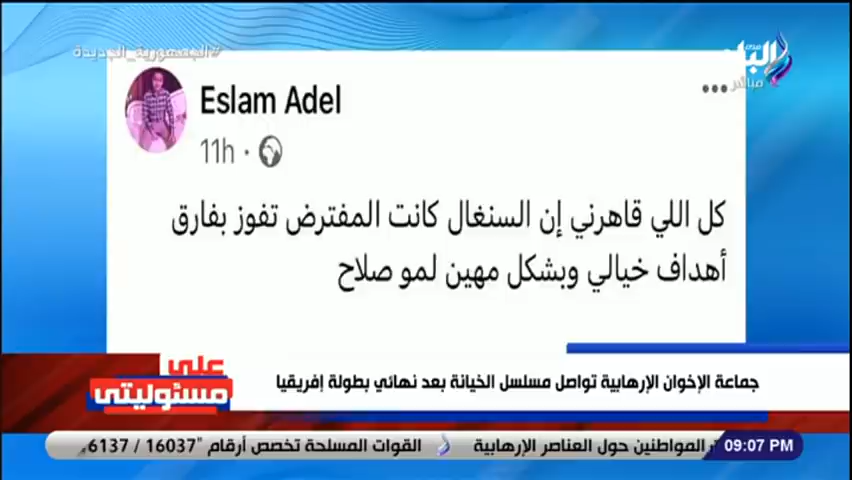 #الجمهورية_الجديدة
صدى
البلد
مباشر
Eslam Adel
11h
كل اللي قاهرني إن السنغال كانت المفترض تفوز بفارق
أهداف خيالي وبشكل مهين لمو صلاح
على
مسئوليتي
جماعة الإخوان الإرهابية تواصل مسلسل الخيانة بعد نهائي بطولة إفريقيا
09:07 PM
المواطنين حول العناصر الإرهابية
القوات المسلحة تخصص أرقام "16037 / 6137